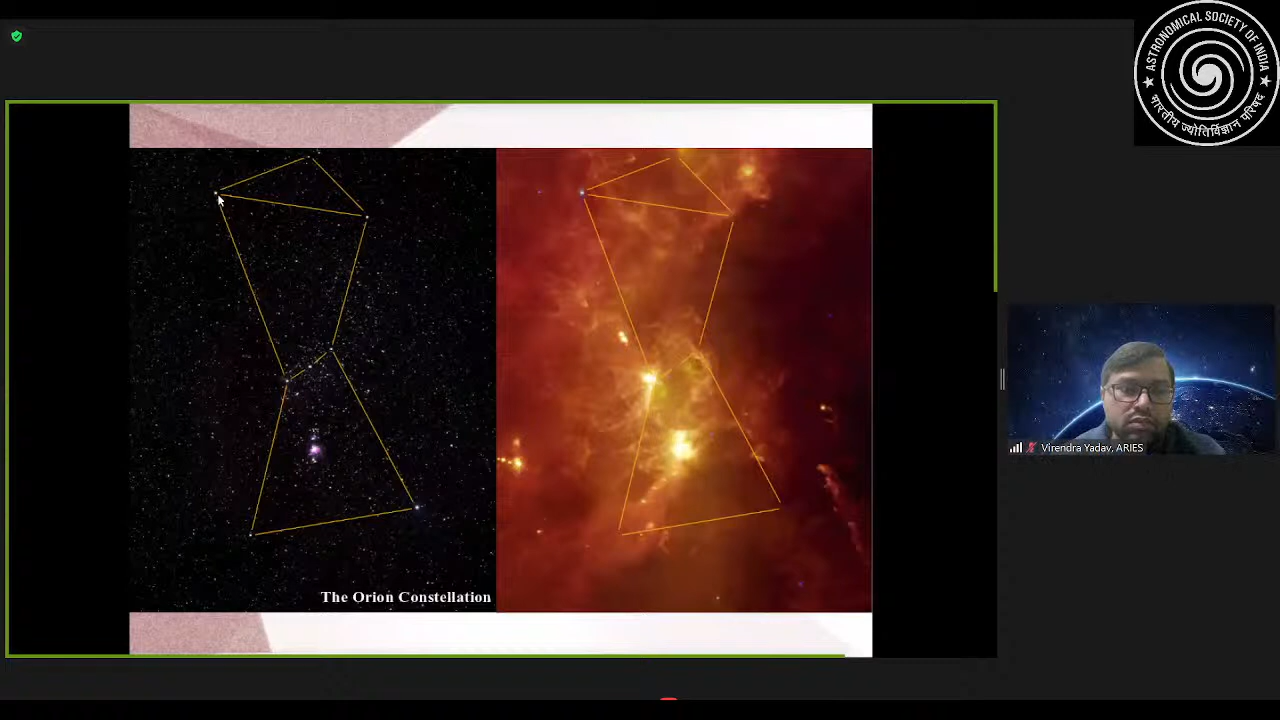 ASTRONOMICAL SOCIETY OF INDIA
भारतीय ज्योतिर्विज्ञान परिषद
The Orion Constellation
Virendra Yadav, ARIES